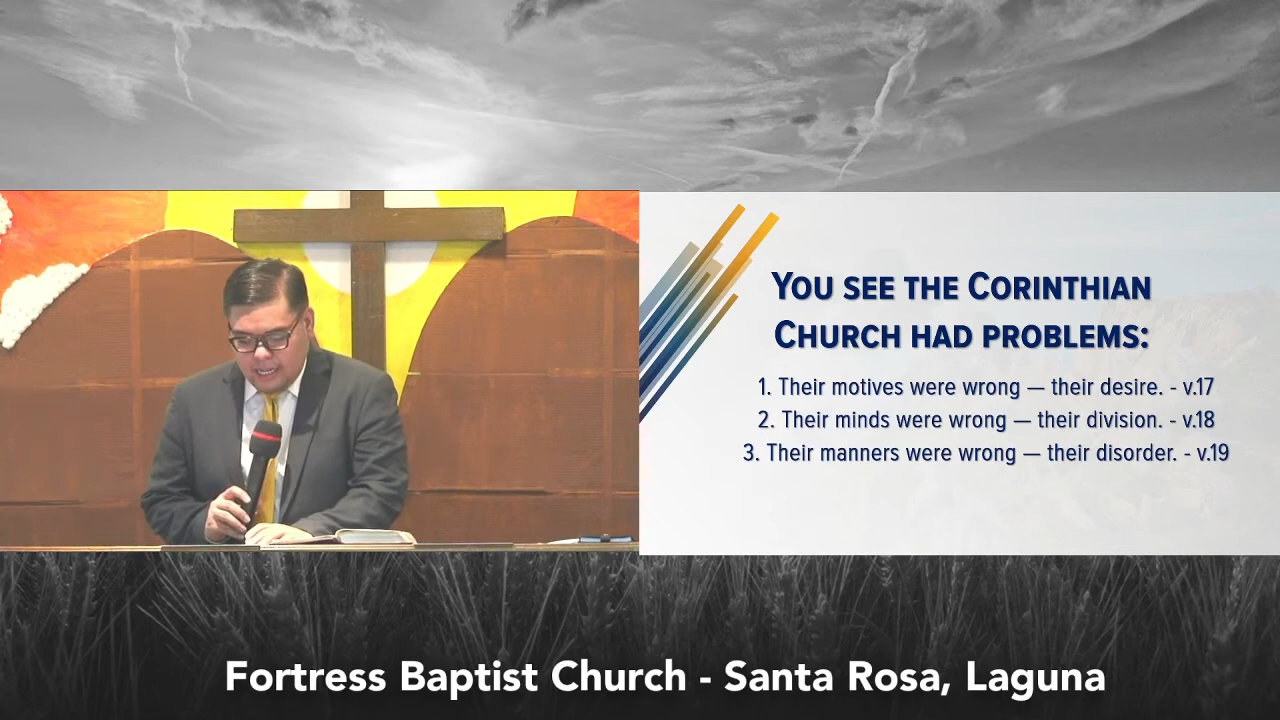 You see the Corinthian
Church had problems:
1. Their motives were wrong — their desire. - v.17
2. Their minds were wrong — their division. - v.18
3. Their manners were wrong — their disorder. - v.19
Fortress Baptist Church - Santa Rosa, Laguna